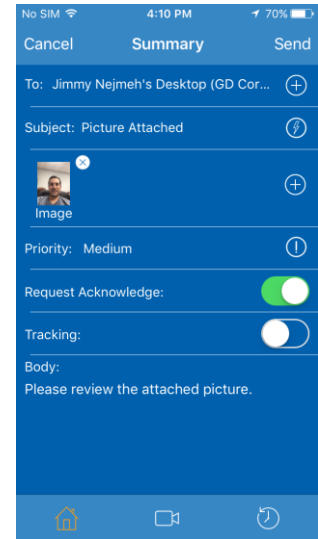 No SIM 4:10 PM 70%
Cancel Summary Send
To: Jimmy Nejmeh's Desktop (GD Cor...
Subject: Picture Attached
Image
Priority: Medium
Request Acknowledge:
Tracking:
Body:
Please review the attached picture.